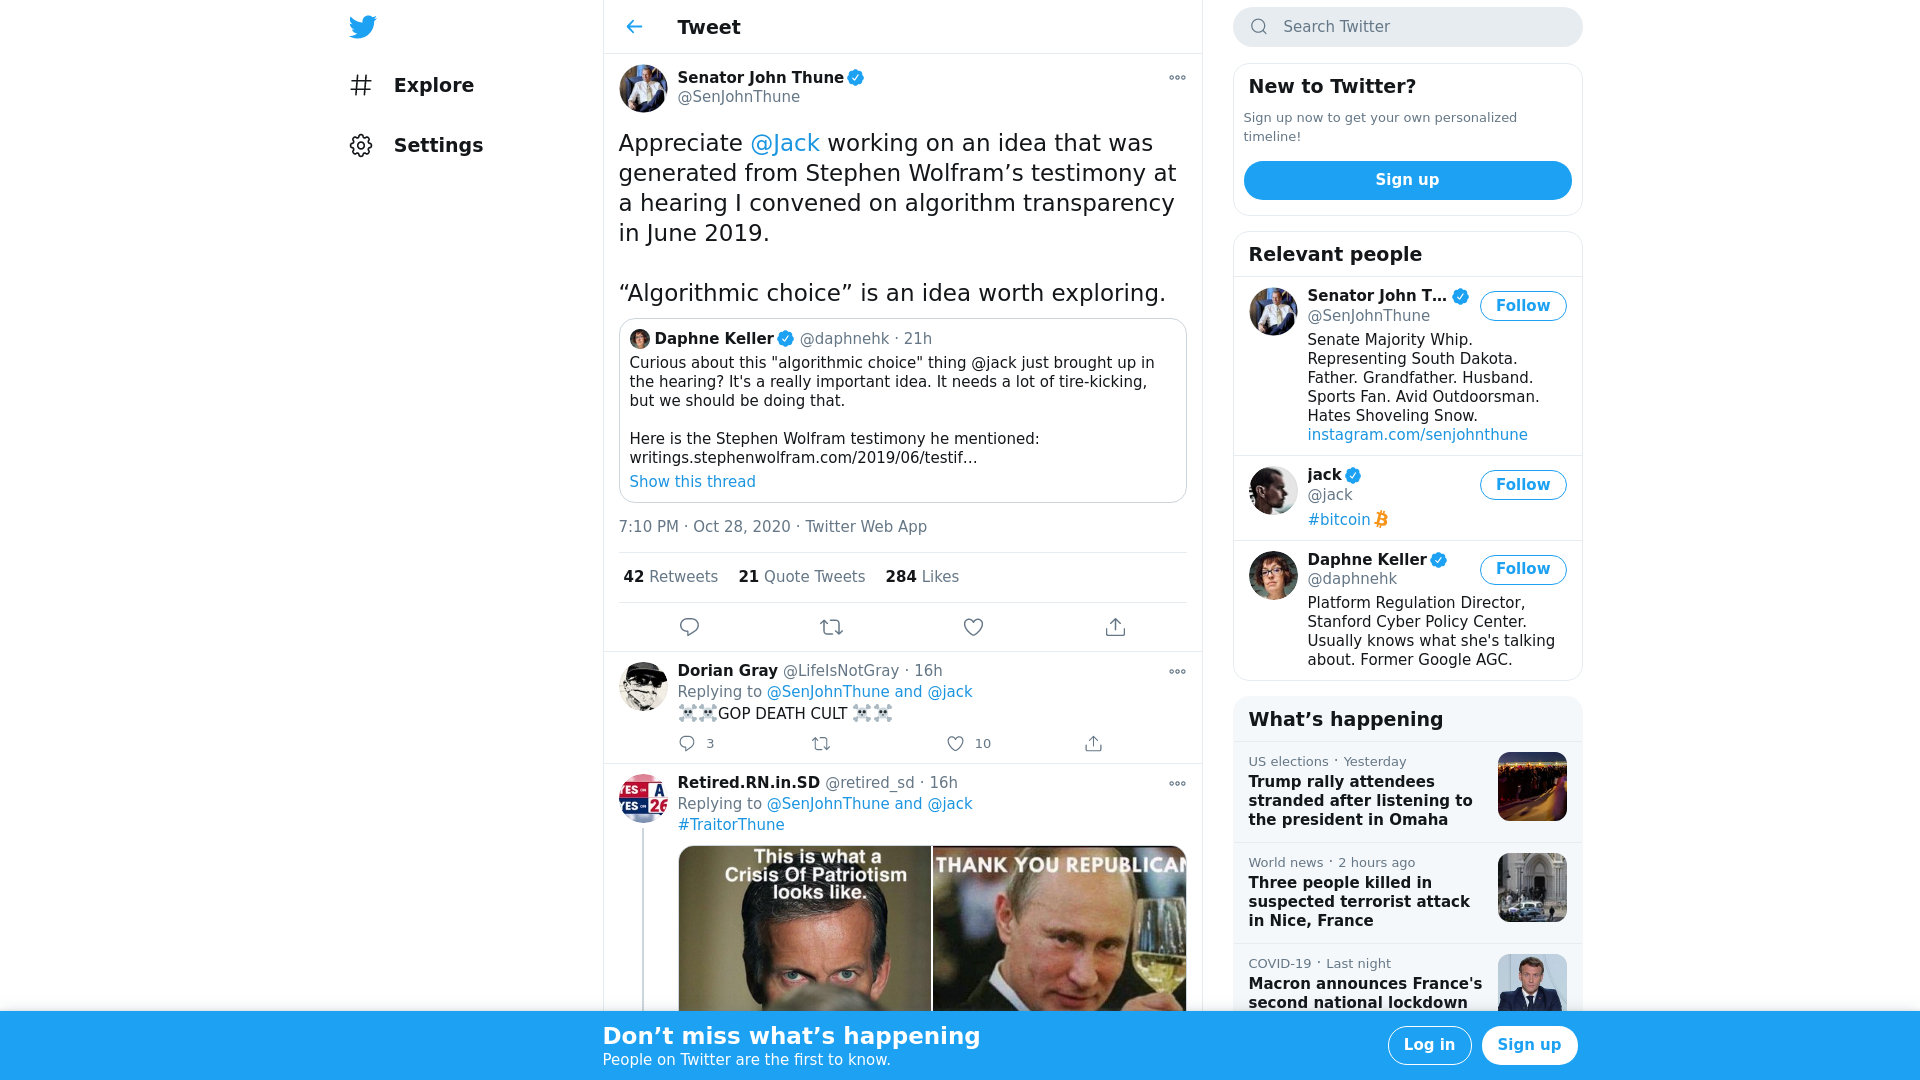 Explore
Settings
Tweet
Senator John Thune
@SenJohnThune
Appreciate @Jack working on an idea that was
generated from Stephen Wolfram’s testimony at
a hearing I convened on algorithm transparency
in June 2019.
“Algorithmic choice” is an idea worth exploring.
Daphne Keller @daphnehk · 21h
Curious about this "algorithmic choice" thing @jack just brought up in
the hearing? It's a really important idea. It needs a lot of tire-kicking,
but we should be doing that.
Here is the Stephen Wolfram testimony he mentioned:
writings.stephenwolfram.com/2019/06/testif…
Show this thread
7:10 PM · Oct 28, 2020 · Twitter Web App
42 Retweets 21 Quote Tweets 284 Likes
Dorian Gray @LifeIsNotGray · 16h
Replying to @SenJohnThune and @jack
☠️☠️GOP DEATH CULT ☠️☠️
3 10
Retired.RN.in.SD @retired_sd · 16h
Replying to @SenJohnThune and @jack
#TraitorThune
YES ON A
YES ON 26
This is what a
Crisis Of Patriotism
looks like.
THANK YOU REPUBLICAN
Search Twitter
New to Twitter?
Sign up now to get your own personalized
timeline!
Sign up
Relevant people
Senator John T…
@SenJohnThune
Follow
Senate Majority Whip.
Representing South Dakota.
Father. Grandfather. Husband.
Sports Fan. Avid Outdoorsman.
Hates Shoveling Snow.
instagram.com/senjohnthune
jack
@jack
Follow
#bitcoin
Daphne Keller
@daphnehk
Follow
Platform Regulation Director,
Stanford Cyber Policy Center.
Usually knows what she's talking
about. Former Google AGC.
What’s happening
US elections · Yesterday
Trump rally attendees
stranded after listening to
the president in Omaha
World news · 2 hours ago
Three people killed in
suspected terrorist attack
in Nice, France
COVID-19 · Last night
Macron announces France's
second national lockdown
Don’t miss what’s happening
People on Twitter are the first to know.
Log in
Sign up